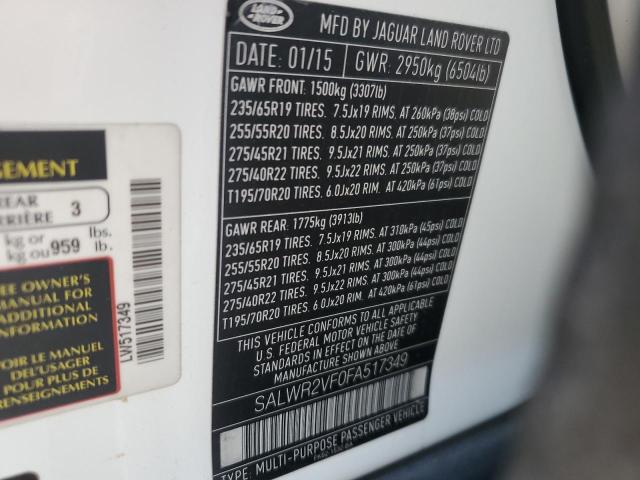 LAND ROVER
MFD BY JAGUAR LAND ROVER LTD
DATE: 01/15 GWR: 2950kg (6504lb)
GAWR FRONT: 1500kg (3307lb)
235/65R19 TIRES. 7.5Jx19 RIMS, AT 260kPa (38psi) COLD
255/55R20 TIRES. 8.5Jx20 RIMS, AT 250kPa (37psi) COLD
275/45R21 TIRES. 9.5Jx21 RIMS, AT 250kPa (37psi) COLD
275/40R22 TIRES. 9.5Jx22 RIMS, AT 250kPa (37psi) COLD
T195/70R20 TIRES. 6.0Jx20 RIM. AT 420kPa (61psi) COLD
GAWR REAR: 1775kg (3913lb)
235/65R19 TIRES. 7.5Jx19 RIMS, AT 310kPa (45psi) COLD
255/55R20 TIRES. 8.5Jx20 RIMS, AT 300kPa (44psi) COLD
275/45R21 TIRES. 9.5Jx21 RIMS, AT 300kPa (44psi) COLD
275/40R22 TIRES. 9.5Jx22 RIMS, AT 300kPa (44psi) COLD
T195/70R20 TIRES. 6.0Jx20 RIM, AT 420kPa (61psi) COLD
THIS VEHICLE CONFORMS TO ALL APPLICABLE
U.S. FEDERAL MOTOR VEHICLE SAFETY
STANDARDS IN EFFECT ON THE DATE OF
MANUFACTURE SHOWN ABOVE.
SALWR2VF0FA517349
TYPE: MULTI-PURPOSE PASSENGER VEHICLE
GEMENT
REAR
RRIÈRE 3
kg or lbs.
kg ou 959 lb.
EE OWNER'S
MANUAL FOR
ADDITIONAL
INFORMATION
OIR LE MANUEL
DEL'USAGER
POUR PLUS DE
RENSEIGNEMENTS
LW517349